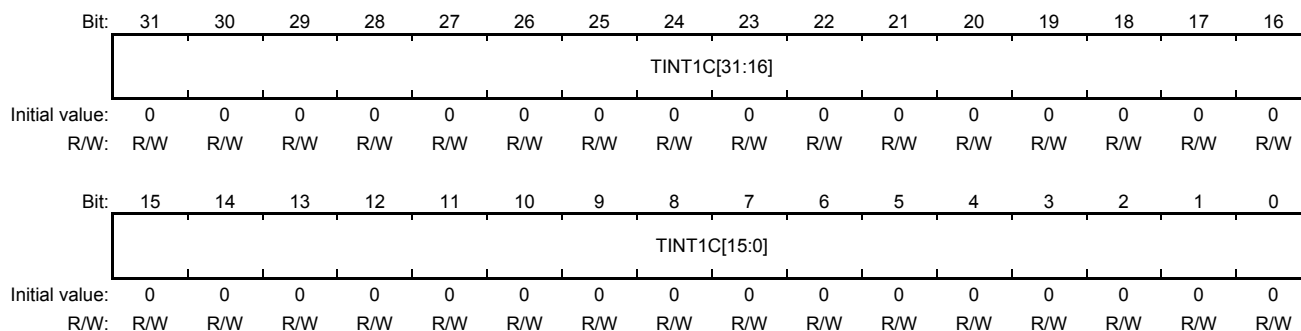 Bit: 31 30 29 28 27 26 25 24 23 22 21 20 19 18 17 16
TINT1C[31:16]
Initial value: 0 0 0 0 0 0 0 0 0 0 0 0 0 0 0 0
R/W: R/W R/W R/W R/W R/W R/W R/W R/W R/W R/W R/W R/W R/W R/W R/W R/W
Bit: 15 14 13 12 11 10 9 8 7 6 5 4 3 2 1 0
TINT1C[15:0]
Initial value: 0 0 0 0 0 0 0 0 0 0 0 0 0 0 0 0
R/W: R/W R/W R/W R/W R/W R/W R/W R/W R/W R/W R/W R/W R/W R/W R/W R/W